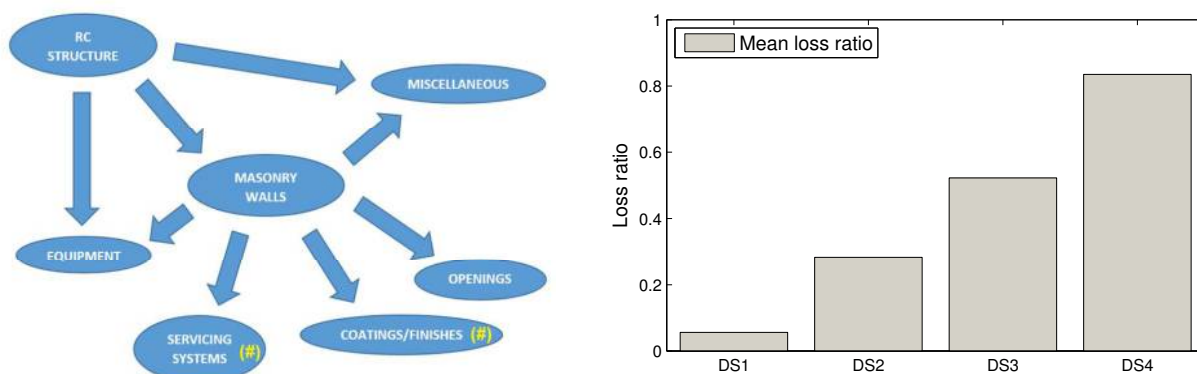 RC
STRUCTURE
MISCELLANEOUS
MASONRY
WALLS
EQUIPMENT
OPENINGS
SERVICING
SYSTEMS (#)
COATINGS/FINISHES (#)
Mean loss ratio
Loss ratio
1
0.8
0.6
0.4
0.2
0
DS1 DS2 DS3 DS4